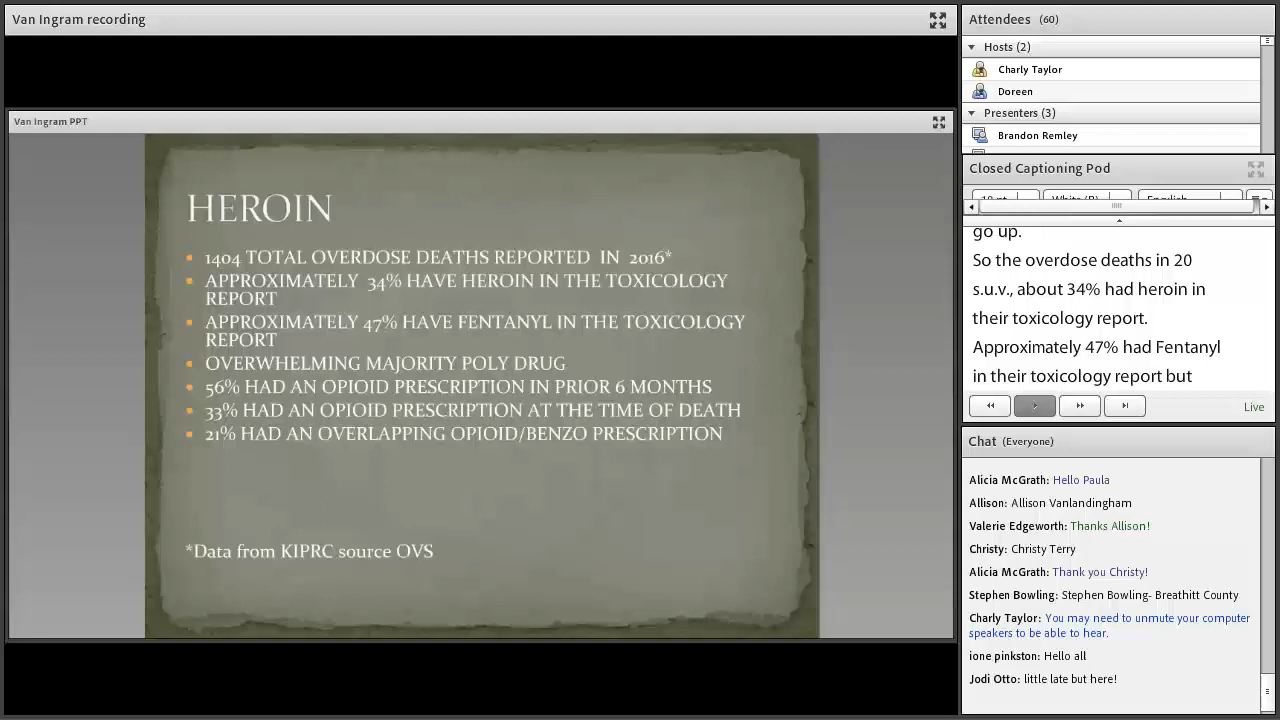 Van Ingram recording
Van Ingram PPT
HEROIN
1404 TOTAL OVERDOSE DEATHS REPORTED IN 2016*
APPROXIMATELY 34% HAVE HEROIN IN THE TOXICOLOGY
REPORT
APPROXIMATELY 47% HAVE FENTANYL IN THE TOXICOLOGY
REPORT
OVERWHELMING MAJORITY POLY DRUG
56% HAD AN OPIOID PRESCRIPTION IN PRIOR 6 MONTHS
33% HAD AN OPIOID PRESCRIPTION AT THE TIME OF DEATH
21% HAD AN OVERLAPPING OPIOID/BENZO PRESCRIPTION
*Data from KIPRC source OVS
Attendees (60)
Hosts (2)
Charly Taylor
Doreen
Presenters (3)
Brandon Remley
Closed Captioning Pod
go up.
So the overdose deaths in 20
s.u.v., about 34% had heroin in
their toxicology report.
Approximately 47% had Fentanyl
in their toxicology report but
Live
Chat (Everyone)
Alicia McGrath: Hello Paula
Allison: Allison Vanlandingham
Valerie Edgeworth: Thanks Allison!
Christy: Christy Terry
Alicia McGrath: Thank you Christy!
Stephen Bowling: Stephen Bowling- Breathitt County
Charly Taylor: You may need to unmute your computer
speakers to be able to hear.
ione pinkston: Hello all
Jodi Otto: little late but here!